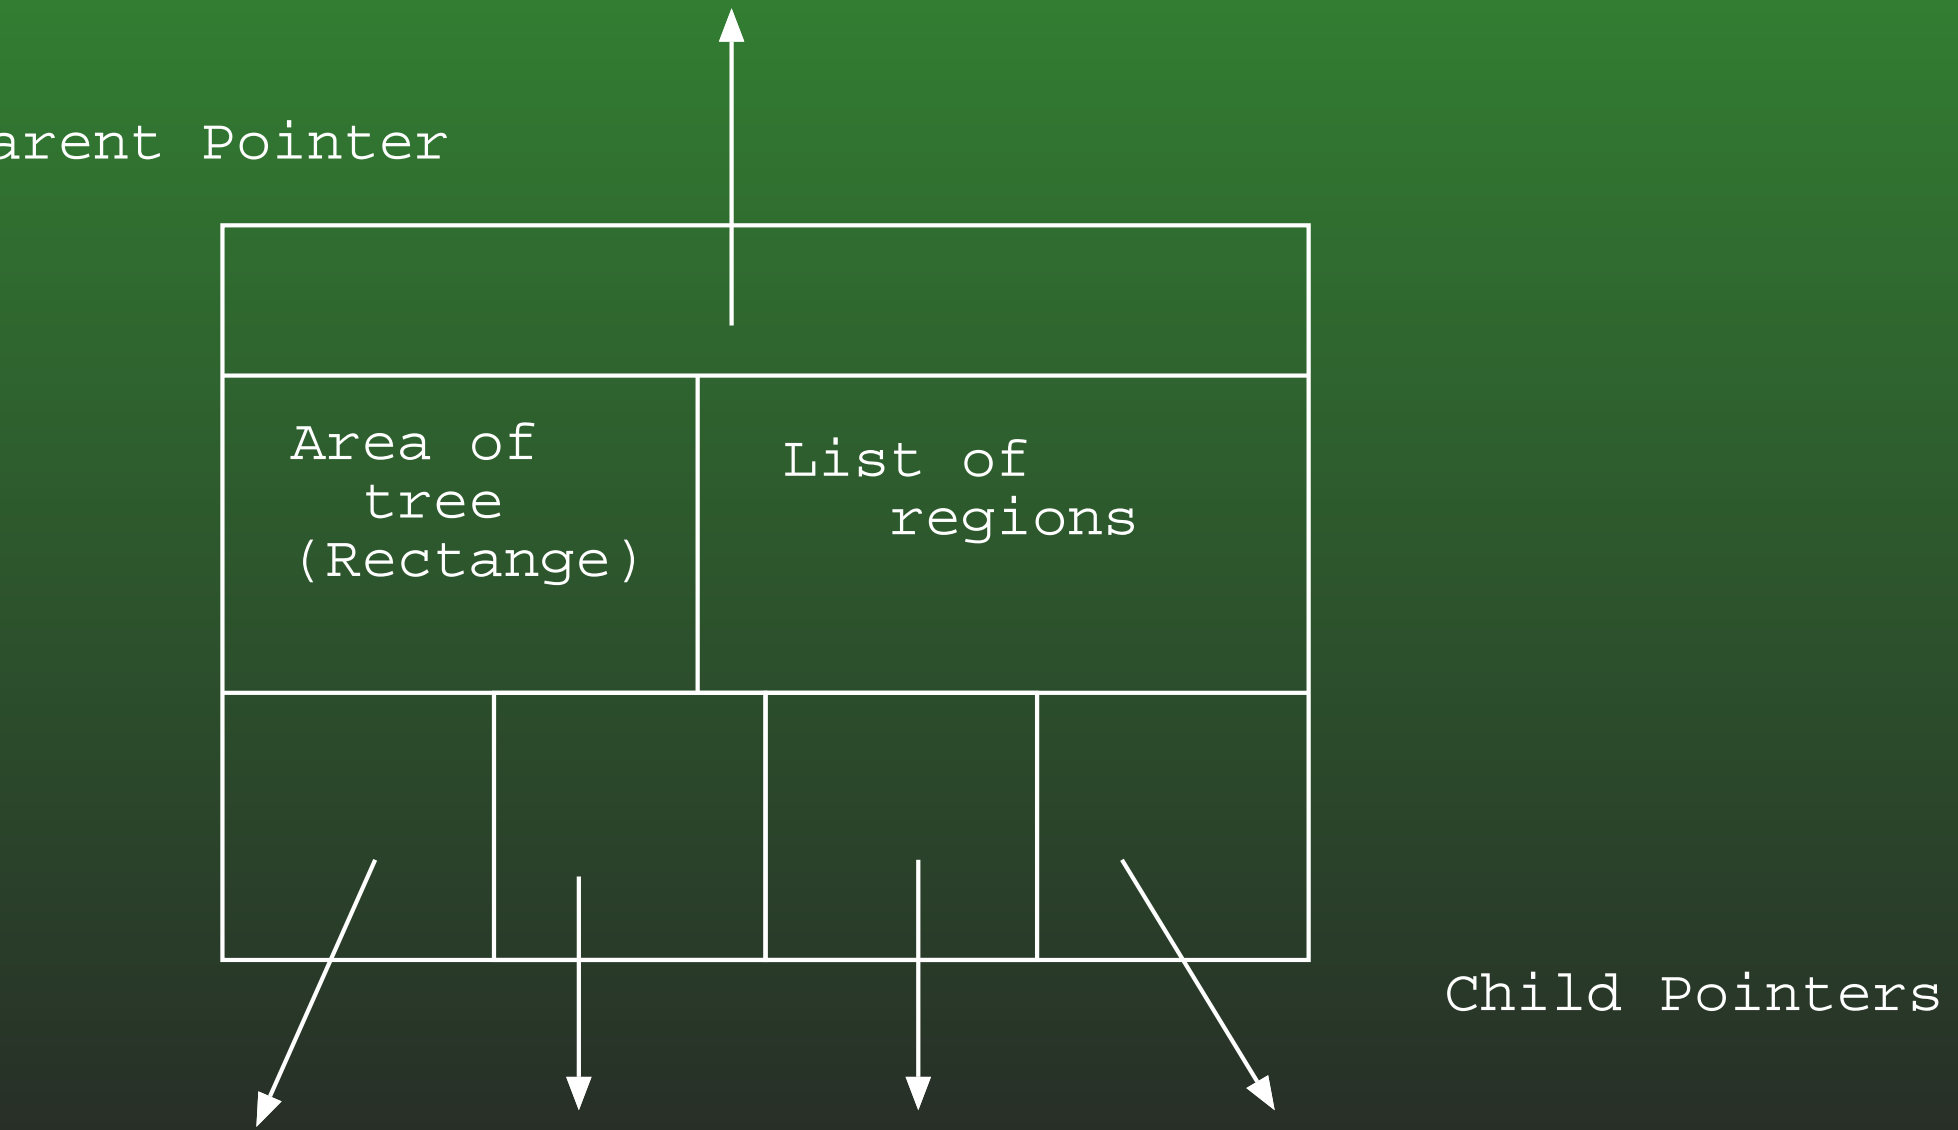 arent Pointer
Area of
tree
(Rectange)
List of
regions
Child Pointers